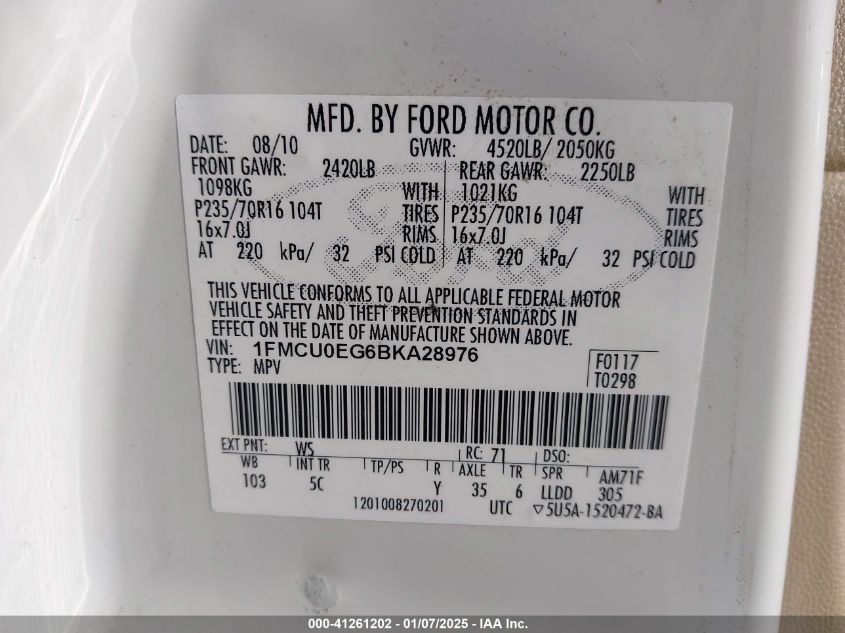 MFD. BY FORD MOTOR CO.
DATE: 08/10 GVWR: 4520LB/ 2050KG
FRONT GAWR: 2420LB REAR GAWR: 2250LB
1098KG WITH 1021KG WITH
P235/70R16 104T TIRES P235/70R16 104T TIRES
16x7.0J RIMS 16x7.0J RIMS
AT 220 kPa/ 32 PSI COLD AT 220 kPa/ 32 PSI COLD
THIS VEHICLE CONFORMS TO ALL APPLICABLE FEDERAL MOTOR
VEHICLE SAFETY AND THEFT PREVENTION STANDARDS IN
EFFECT ON THE DATE OF MANUFACTURE SHOWN ABOVE.
VIN: 1FMCU0EG6BKA28976 F0117
TYPE: MPV T0298
EXT PNT: WS RC: 71 DSO:
WB INT TR TP/PS R AXLE TR SPR AM71F
103 5C Y 35 6 LLDD 305
1201008270201 UTC ▽5U5A-1520472-BA
000-41261202 - 01/07/2025 - IAA Inc.